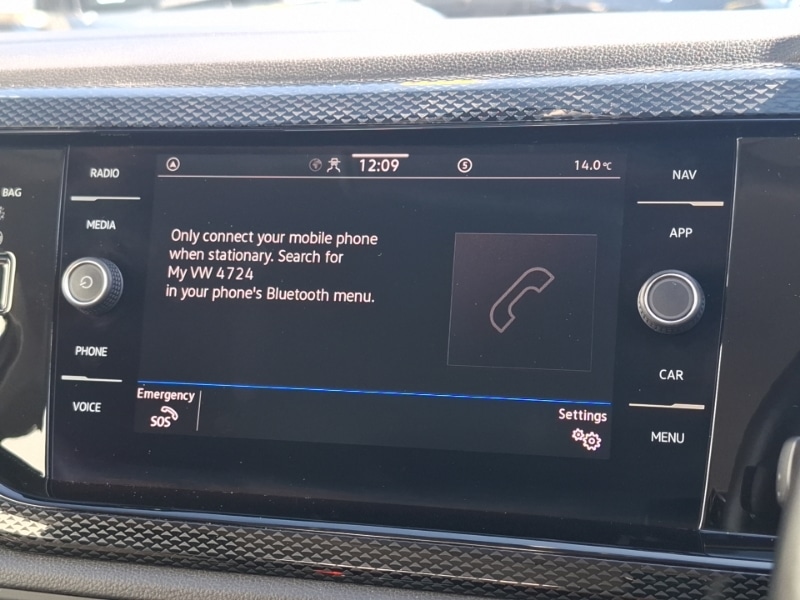 BAG
RADIO
MEDIA
PHONE
VOICE
12:09
5
14.0°C
Only connect your mobile phone
when stationary. Search for
My VW 4724
in your phone's Bluetooth menu.
Emergency
SOS
Settings
NAV
APP
CAR
MENU